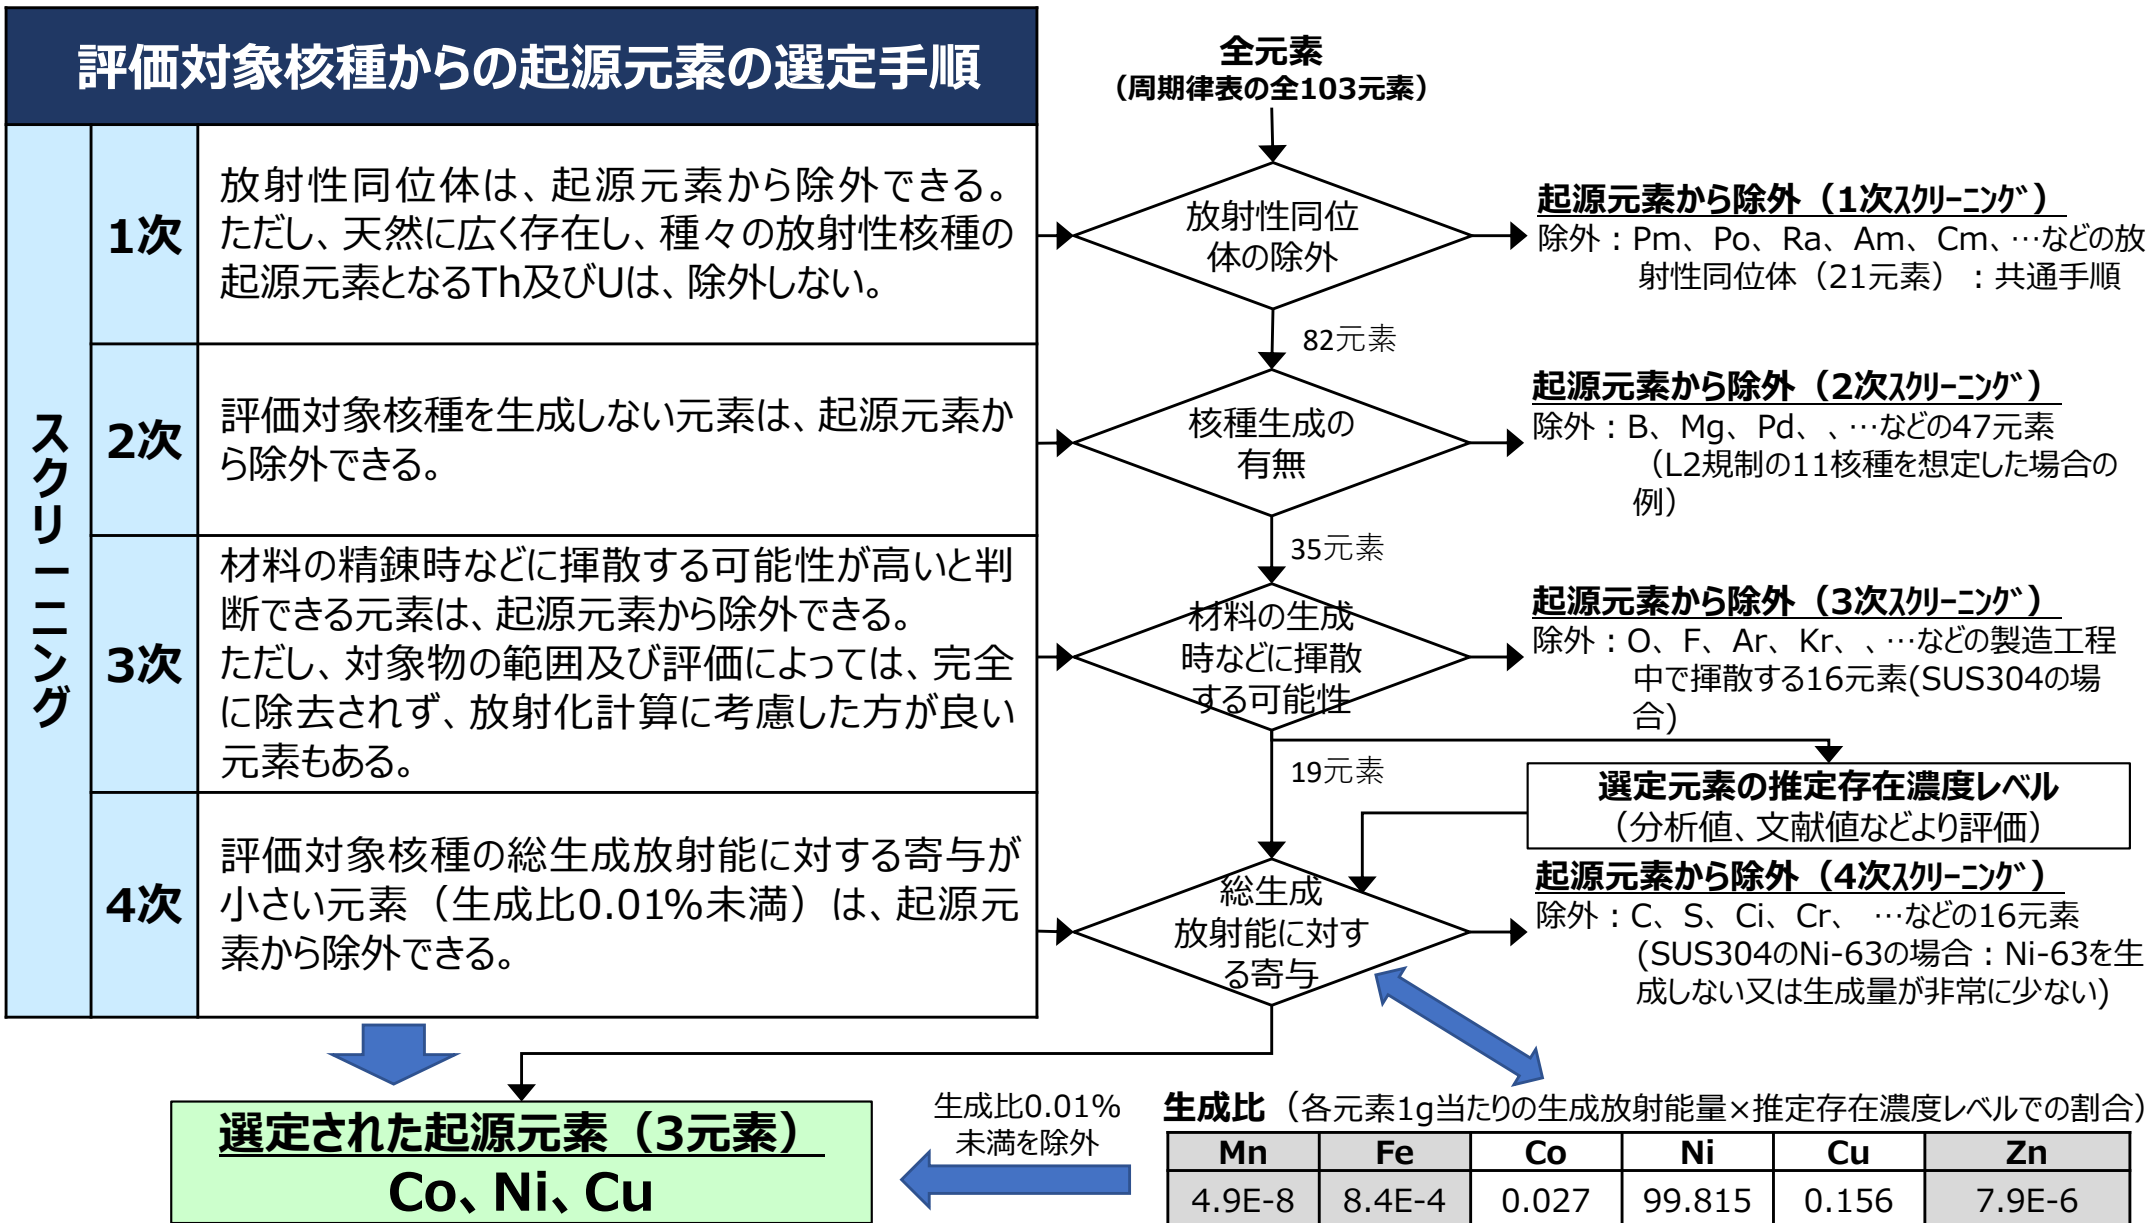 評価対象核種からの起源元素の選定手順
スクリーニング
1次
放射性同位体は、起源元素から除外できる。
ただし、天然に広く存在し、種々の放射性核種の
起源元素となるTh及びUは、除外しない。
2次
評価対象核種を生成しない元素は、起源元素か
ら除外できる。
3次
材料の精錬時などに揮散する可能性が高いと判
断できる元素は、起源元素から除外できる。
ただし、対象物の範囲及び評価によっては、完全
に除去されず、放射化計算に考慮した方が良い
元素もある。
4次
評価対象核種の総生成放射能に対する寄与が
小さい元素（生成比0.01%未満）は、起源元
素から除外できる。
全元素
（周期律表の全103元素）
放射性同位
体の除外
起源元素から除外（1次ｽｸﾘｰﾆﾝｸﾞ）
除外：Pm、Po、Ra、Am、Cm、…などの放
射性同位体（21元素）：共通手順
82元素
核種生成の
有無
起源元素から除外（2次ｽｸﾘｰﾆﾝｸﾞ）
除外：B、Mg、Pd、、…などの47元素
（L2規制の11核種を想定した場合の
例）
35元素
材料の生成
時などに揮散
する可能性
起源元素から除外（3次ｽｸﾘｰﾆﾝｸﾞ）
除外：O、F、Ar、Kr、、…などの製造工程
中で揮散する16元素(SUS304の場
合)
19元素
選定元素の推定存在濃度レベル
（分析値、文献値などより評価）
総生成
放射能に対す
る寄与
起源元素から除外（4次ｽｸﾘｰﾆﾝｸﾞ）
除外：C、S、Ci、Cr、 …などの16元素
(SUS304のNi-63の場合：Ni-63を生
成しない又は生成量が非常に少ない)
選定された起源元素（3元素）
Co、Ni、Cu
生成比0.01%
未満を除外
生成比（各元素1g当たりの生成放射能量×推定存在濃度レベルでの割合）
Mn Fe Co Ni Cu Zn
4.9E-8 8.4E-4 0.027 99.815 0.156 7.9E-6